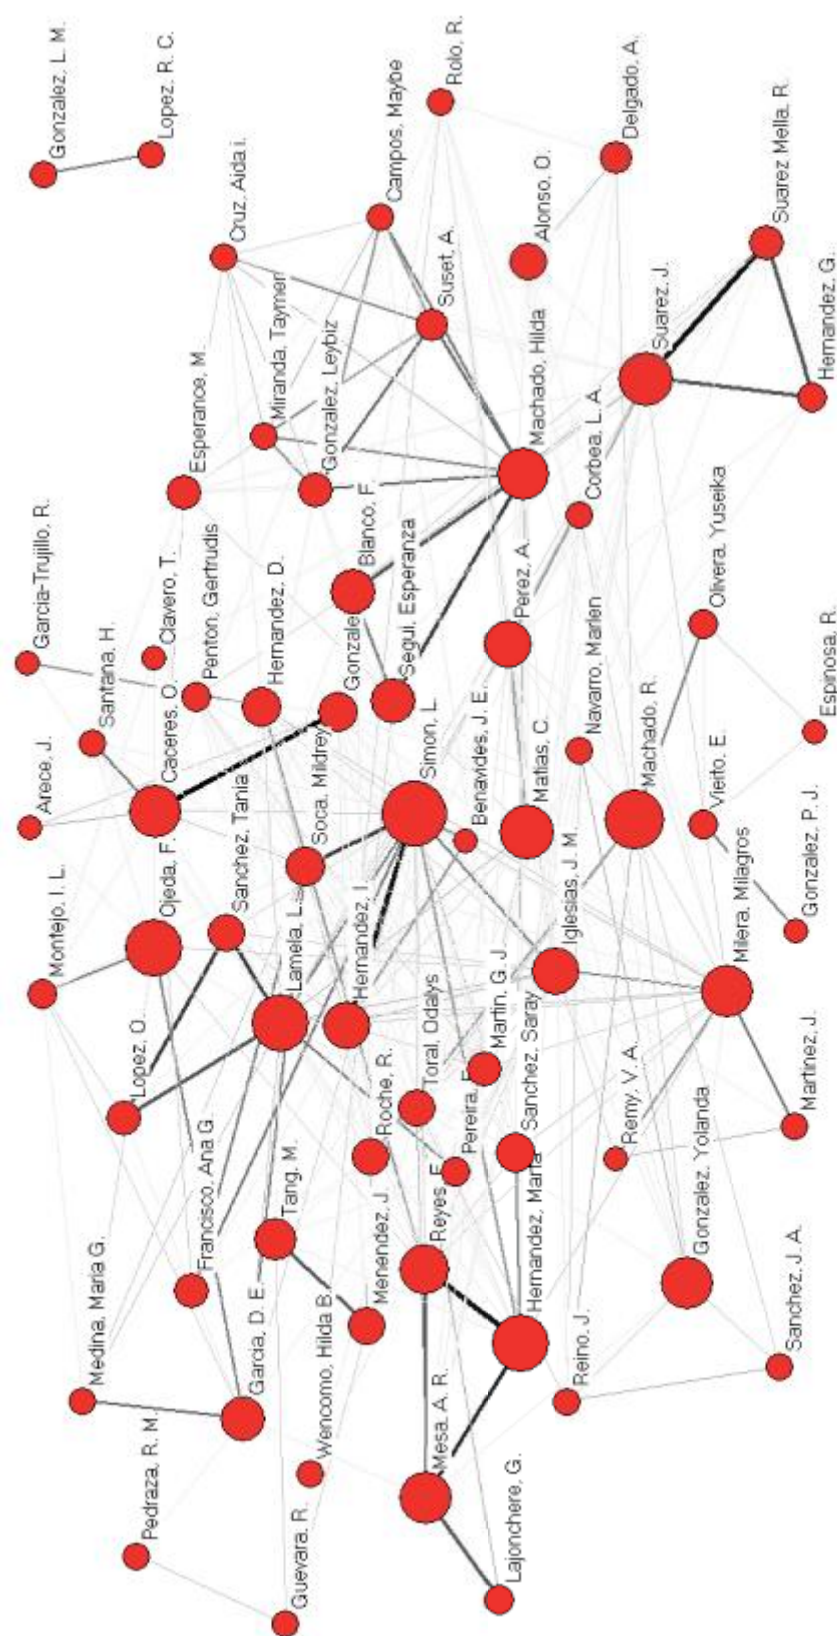 Gonzalez, L. M.
Lopez, R. C.
Cruz, Aida i.
Campos, Maybe
Rolo, R.
Delgado, A.
Alonso, O.
Suset, A.
Miranda, Taymer
Gonzalez, Leybiz
Esperance, M.
Machado, Hilda
Suarez, J.
Suarez Mella, R.
Hernandez, G.
Corbea, L. A.
Garcia-Trujillo, R.
Santana, H.
Clavero, T.
Penton, Gertrudis
Hernandez, D.
Blanco, F.
Gonzale
Segui, Esperanza
Perez, A.
Olivera, Yuseika
Espinosa, R.
Navarro, Marlen
Arece, J.
Caceres, O.
Ojeda, F.
Sanchez, Tania
Soca, Mildrey
Simon, L.
Benavides, J. E.
Matias, C.
Machado, R.
Vieito, E.
Gonzalez, P. J.
Montejo, I. L.
Lopez, O.
Lamela, L.
Hernandez, I.
Iglesias, J. M.
Milera, Milagros
Martinez, J.
Remy, V. A.
Toral, Odalys
Martin, G. J.
Sanchez, Saray
Roche, R.
Pereira,
Francisco, Ana G.
Tang, M.
Menendez, J.
Reyes, F.
Hernandez, Marta
Gonzalez, Yolanda
Sanchez, J. A.
Reino, J.
Medina, Maria G.
Garcia, D. E.
Wencomo, Hilda B.
Mesa, A. R.
Lajonchere, G.
Pedraza, R. M.
Guevara, R.